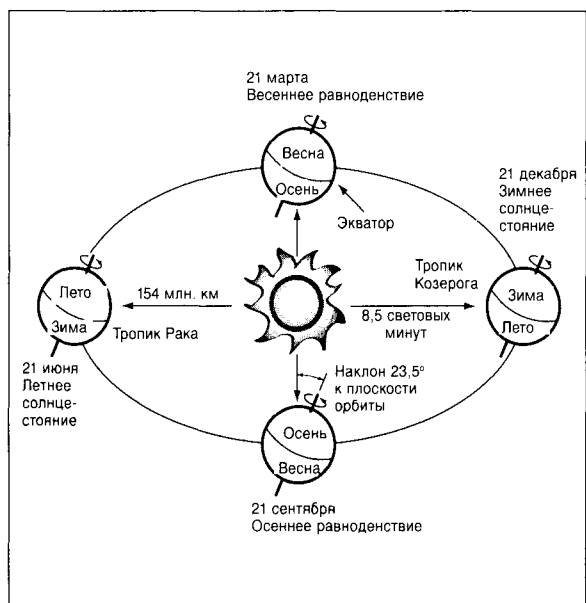 21 марта
Весеннее равноденствие
Весна
Осень
Экватор
21 декабря
Зимнее
солнце-
стояние
Тропик
Козерога
Зима
Лето
8,5 световых
минут
154 млн. км
Лето
Зима
Тропик Рака
21 июня
Летнее
солнце-
стояние
Наклон 23,5°
к плоскости
орбиты
Осень
Весна
21 сентября
Осеннее равноденствие